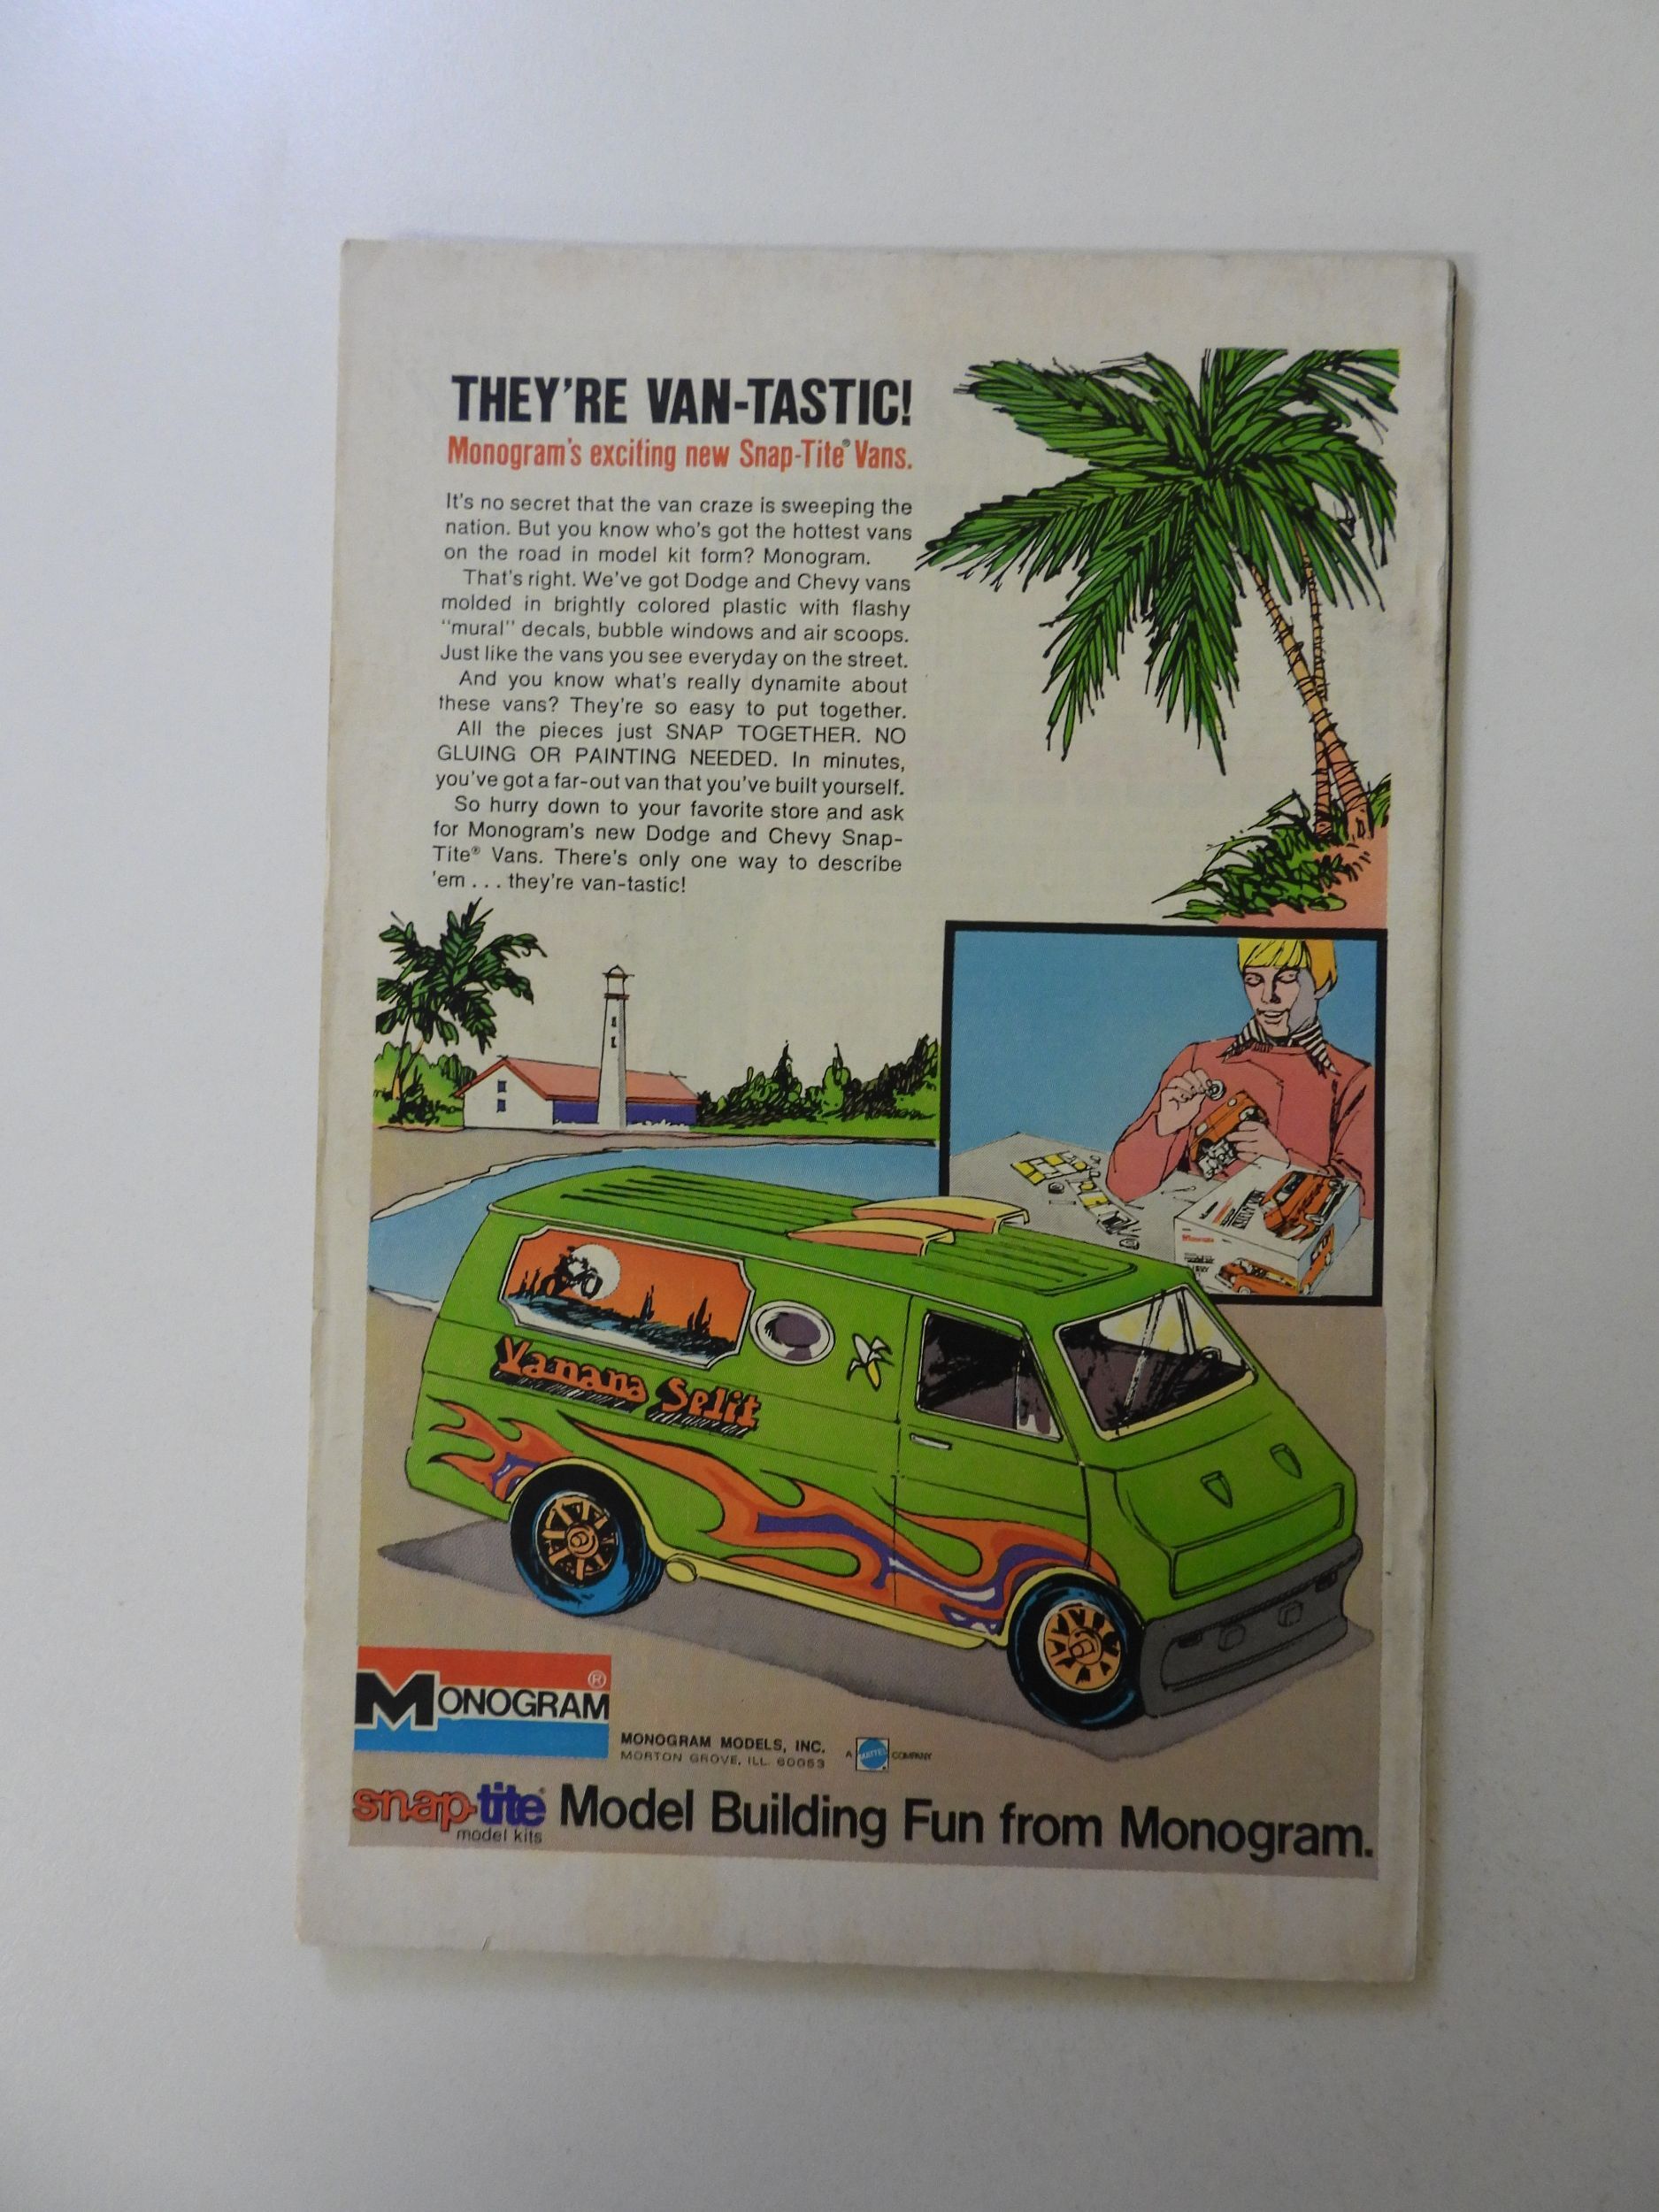 THEY'RE VAN-TASTIC!
Monogram's exciting new Snap-Tite® Vans.
It's no secret that the van craze is sweeping the
nation. But you know who's got the hottest vans
on the road in model kit form? Monogram.
That's right. We've got Dodge and Chevy vans
molded in brightly colored plastic with flashy
"mural" decals, bubble windows and air scoops.
Just like the vans you see everyday on the street.
And you know what's really dynamite about
these vans? They're so easy to put together.
All the pieces just SNAP TOGETHER. NO
GLUING OR PAINTING NEEDED. In minutes,
you've got a far-out van that you've built yourself.
So hurry down to your favorite store and ask
for Monogram's new Dodge and Chevy Snap-
Tite® Vans. There's only one way to describe
'em . . . they're van-tastic!
Vanana Split
MONOGRAM ®
MONOGRAM MODELS, INC.
MORTON GROVE, ILL. 60053
A MATTEL COMPANY
snap-tite®
model kits
Model Building Fun from Monogram.